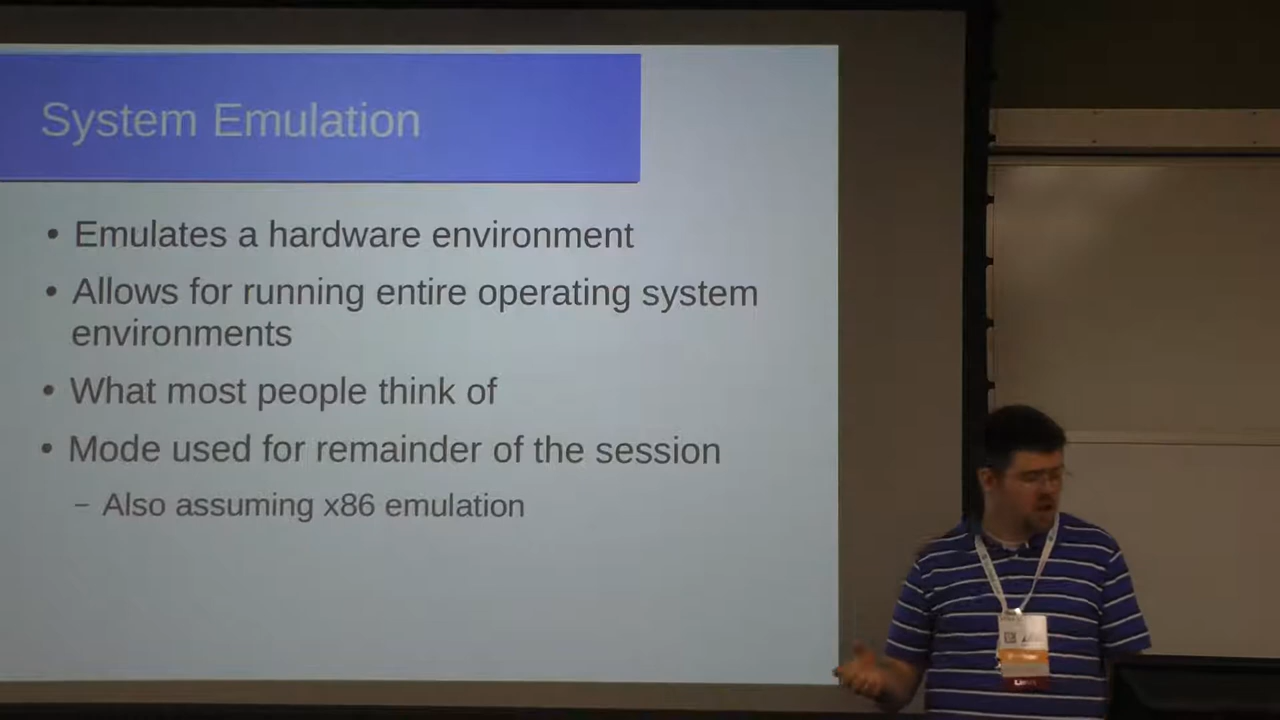 System Emulation
• Emulates a hardware environment
• Allows for running entire operating system
environments
• What most people think of
• Mode used for remainder of the session
– Also assuming x86 emulation